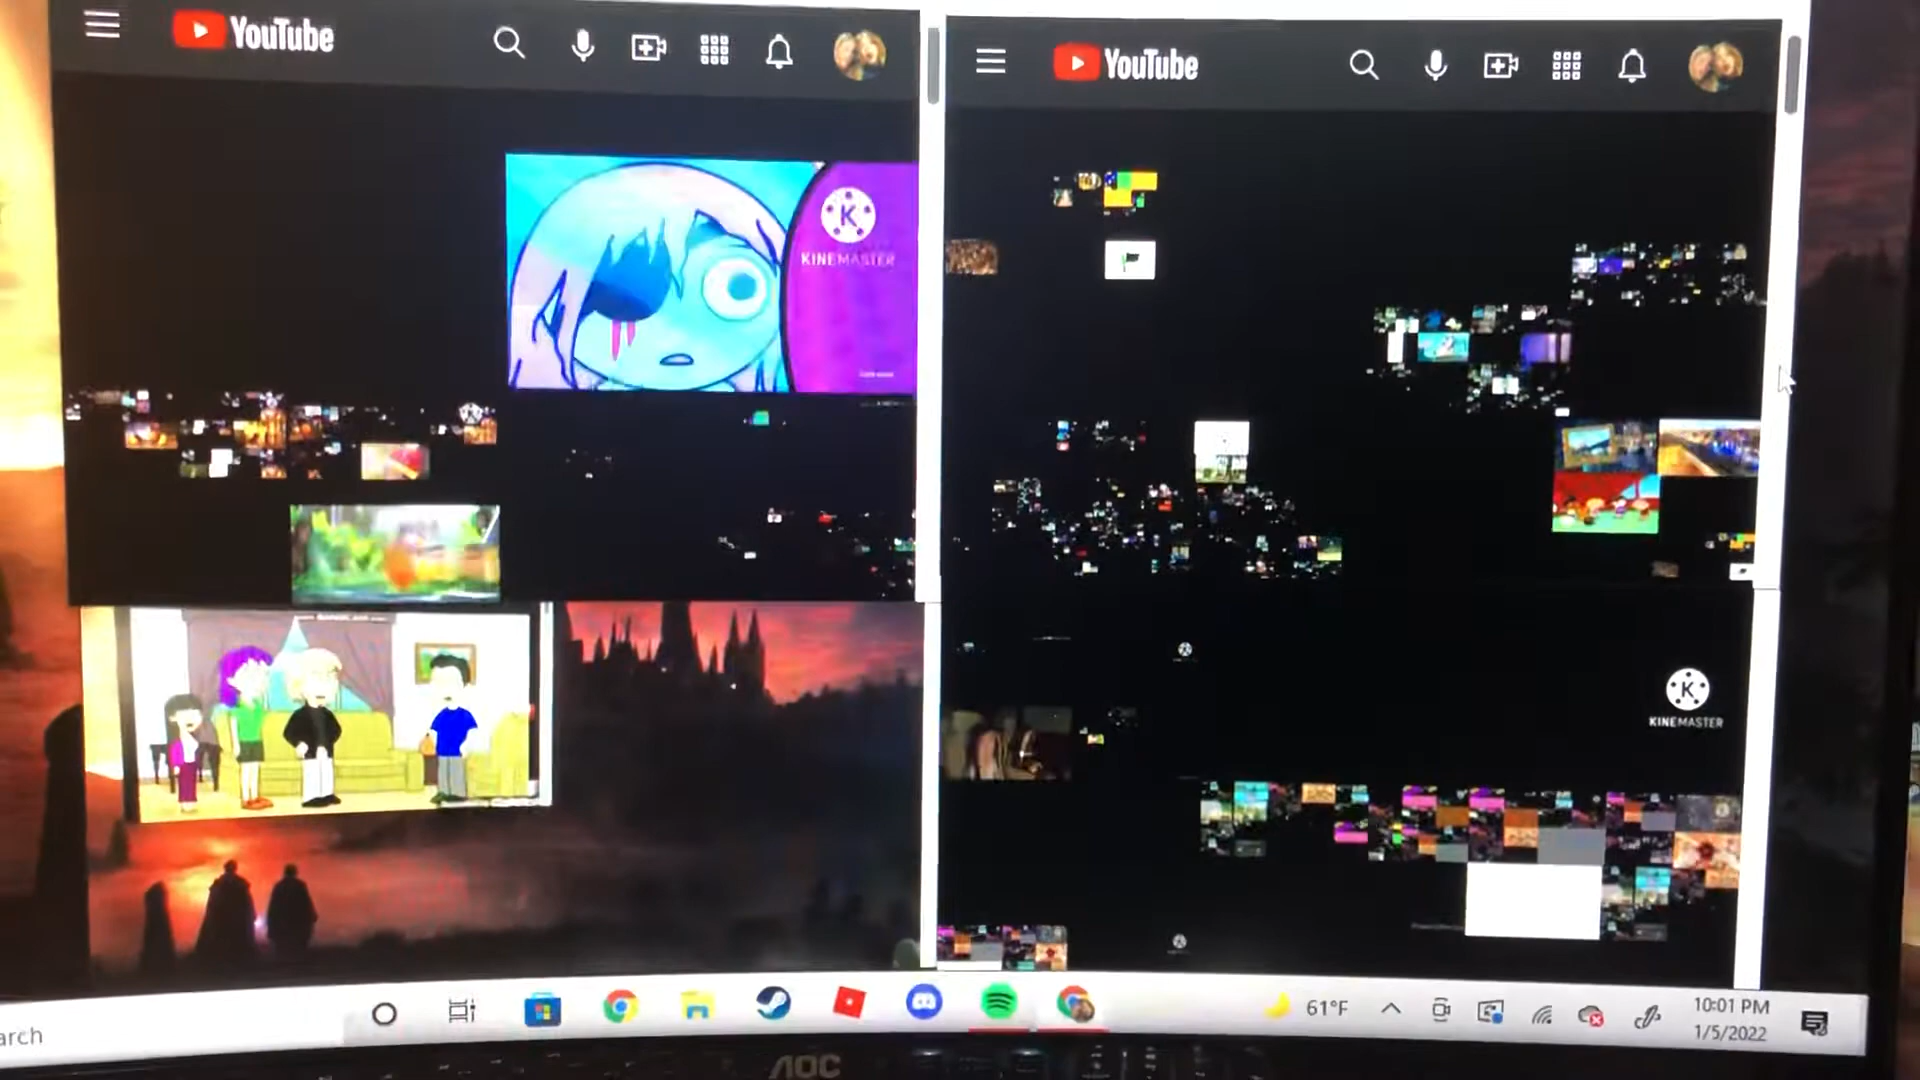 YouTube
YouTube
KINEMASTER
KINEMASTER
61°F
10:01 PM
arch
1/5/2022
AOC